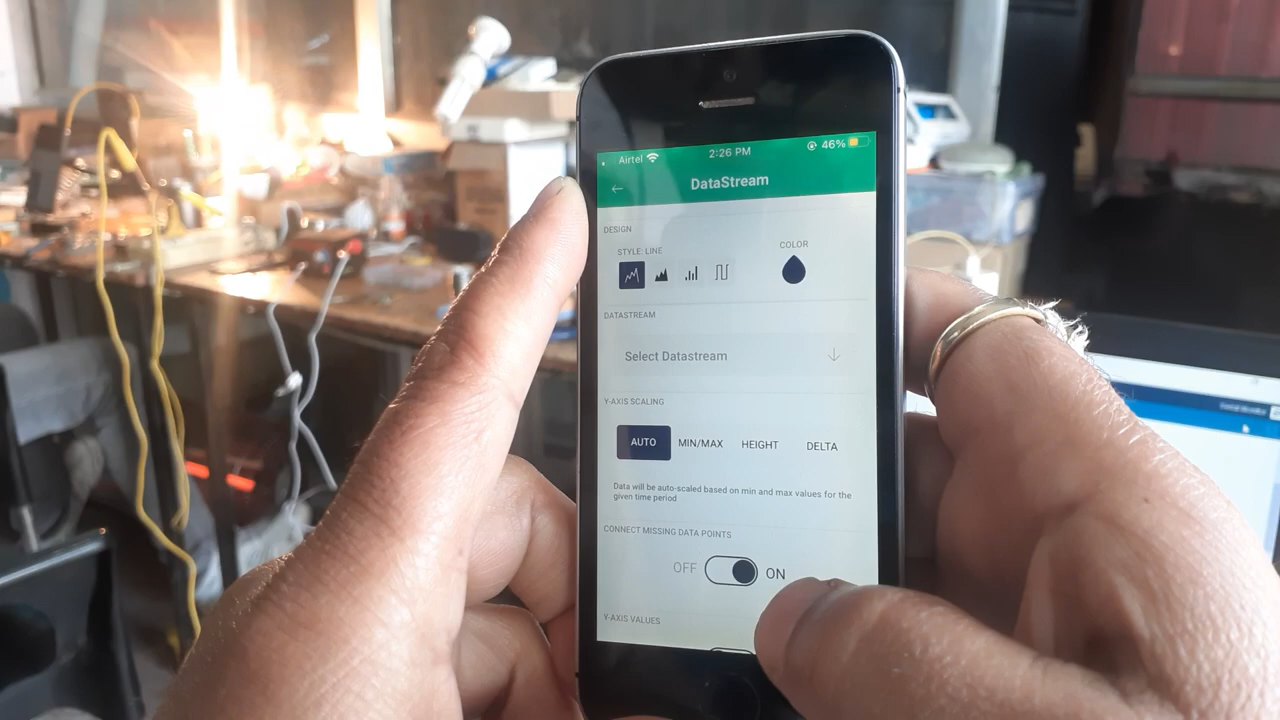 Airtel 2:26 PM 46%
DataStream
DESIGN
STYLE: LINE
COLOR
DATASTREAM
Select Datastream
Y-AXIS SCALING
AUTO MIN/MAX HEIGHT DELTA
Data will be auto-scaled based on min and max values for the
given time period
CONNECT MISSING DATA POINTS
OFF ON
Y-AXIS VALUES